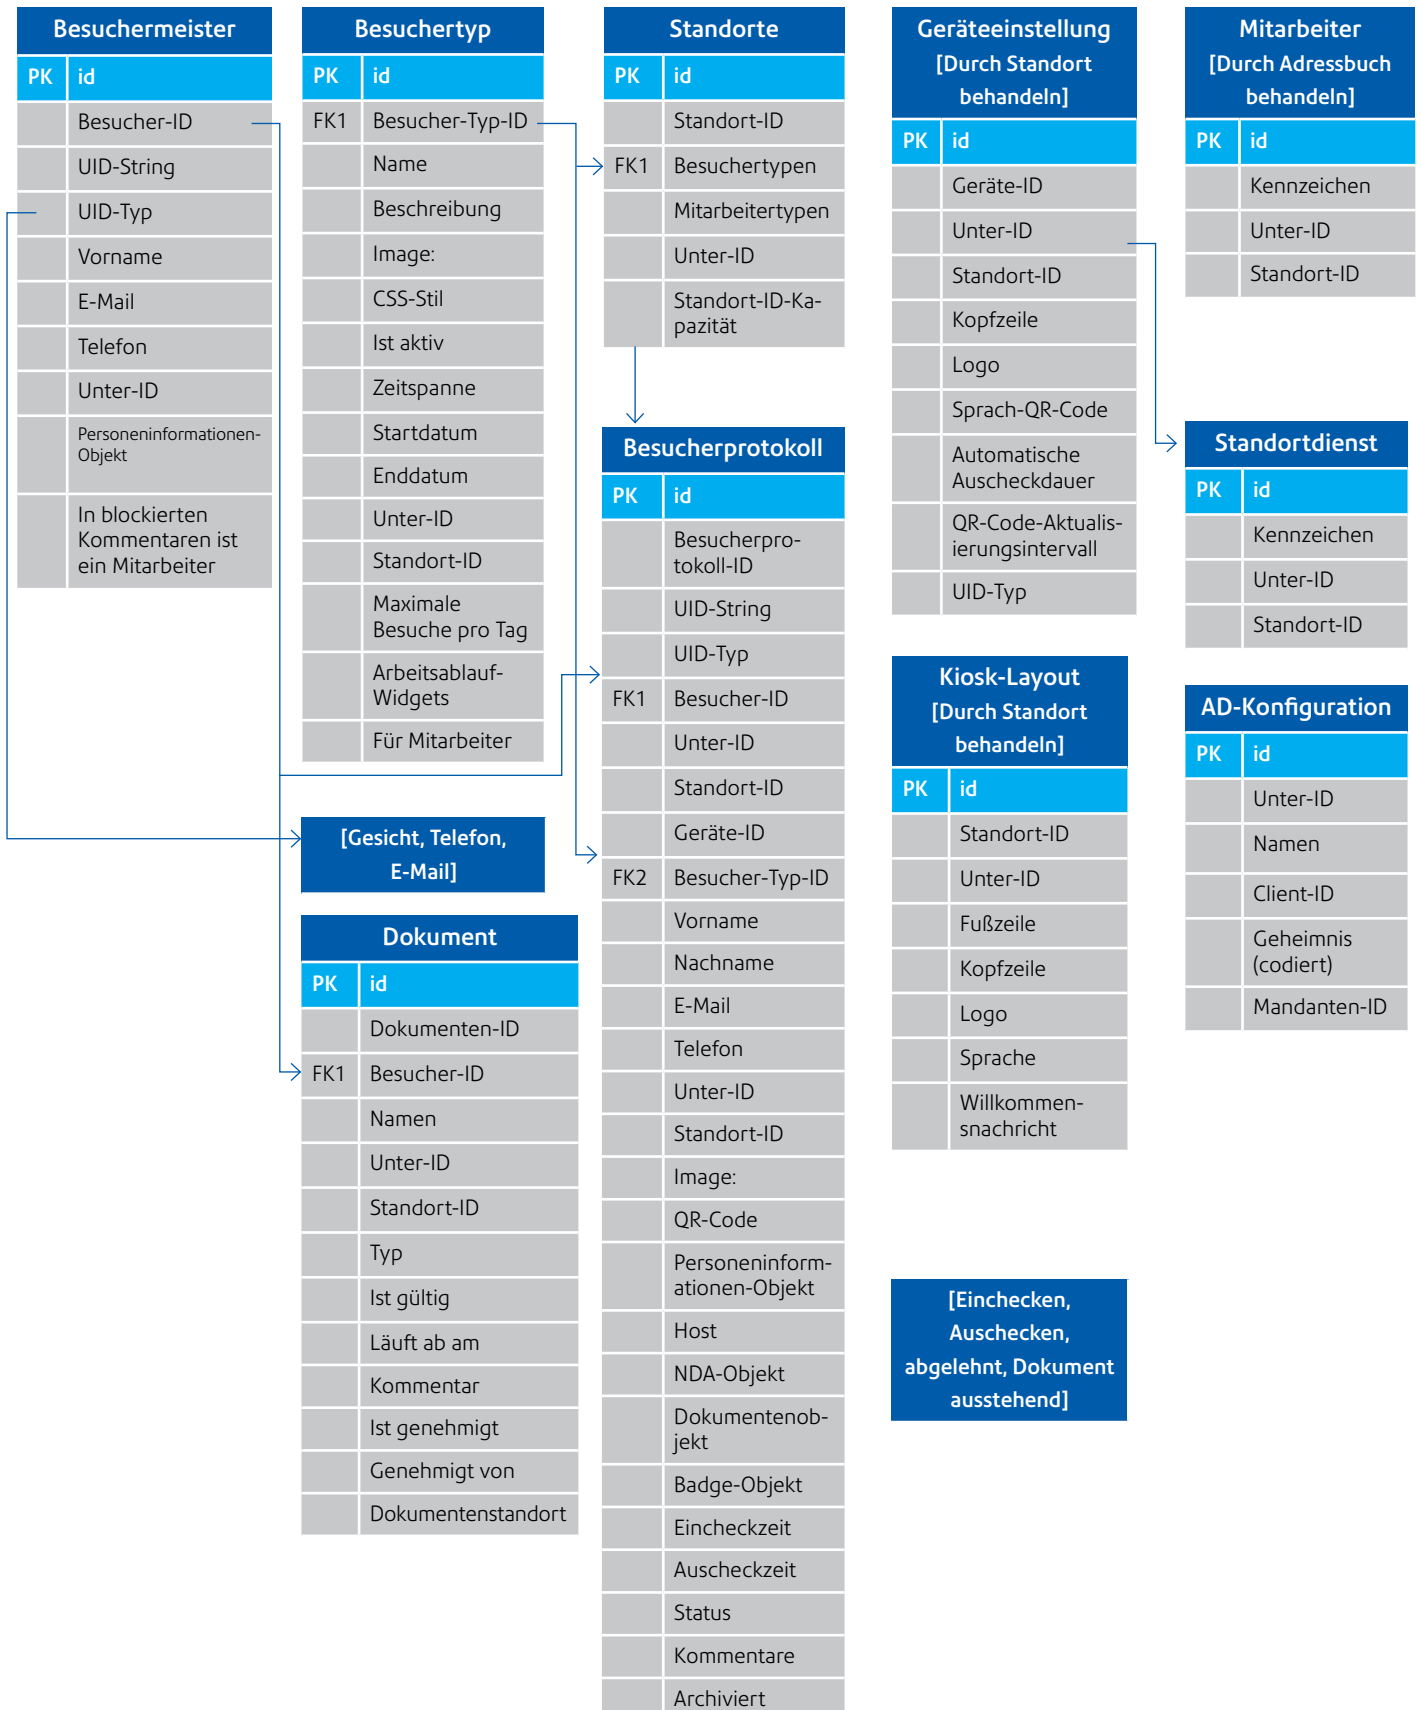 Besuchermeister
PK id
Besucher-ID
UID-String
UID-Typ
Vorname
E-Mail
Telefon
Unter-ID
Personeninformationen-
Objekt
In blockierten
Kommentaren ist
ein Mitarbeiter
Besuchertyp
PK id
FK1 Besucher-Typ-ID
Name
Beschreibung
Image:
CSS-Stil
Ist aktiv
Zeitspanne
Startdatum
Enddatum
Unter-ID
Standort-ID
Maximale
Besuche pro Tag
Arbeitsablauf-
Widgets
Für Mitarbeiter
[Gesicht, Telefon,
E-Mail]
Dokument
PK id
Dokumenten-ID
FK1 Besucher-ID
Namen
Unter-ID
Standort-ID
Typ
Ist gültig
Läuft ab am
Kommentar
Ist genehmigt
Genehmigt von
Dokumentenstandort
Standorte
PK id
Standort-ID
FK1 Besuchertypen
Mitarbeitertypen
Unter-ID
Standort-ID-Ka-
pazität
Besucherprotokoll
PK id
Besucherpro-
tokoll-ID
UID-String
UID-Typ
FK1 Besucher-ID
Unter-ID
Standort-ID
Geräte-ID
FK2 Besucher-Typ-ID
Vorname
Nachname
E-Mail
Telefon
Unter-ID
Standort-ID
Image:
QR-Code
Personeninform-
ationen-Objekt
Host
NDA-Objekt
Dokumentenob-
jekt
Badge-Objekt
Eincheckzeit
Auscheckzeit
Status
Kommentare
Archiviert
Geräteeinstellung
[Durch Standort
behandeln]
PK id
Geräte-ID
Unter-ID
Standort-ID
Kopfzeile
Logo
Sprach-QR-Code
Automatische
Auscheckdauer
QR-Code-Aktualis-
ierungsintervall
UID-Typ
Kiosk-Layout
[Durch Standort
behandeln]
PK id
Standort-ID
Unter-ID
Fußzeile
Kopfzeile
Logo
Sprache
Willkommen-
snachricht
[Einchecken,
Auschecken,
abgelehnt, Dokument
ausstehend]
Mitarbeiter
[Durch Adressbuch
behandeln]
PK id
Kennzeichen
Unter-ID
Standort-ID
Standortdienst
PK id
Kennzeichen
Unter-ID
Standort-ID
AD-Konfiguration
PK id
Unter-ID
Namen
Client-ID
Geheimnis
(codiert)
Mandanten-ID